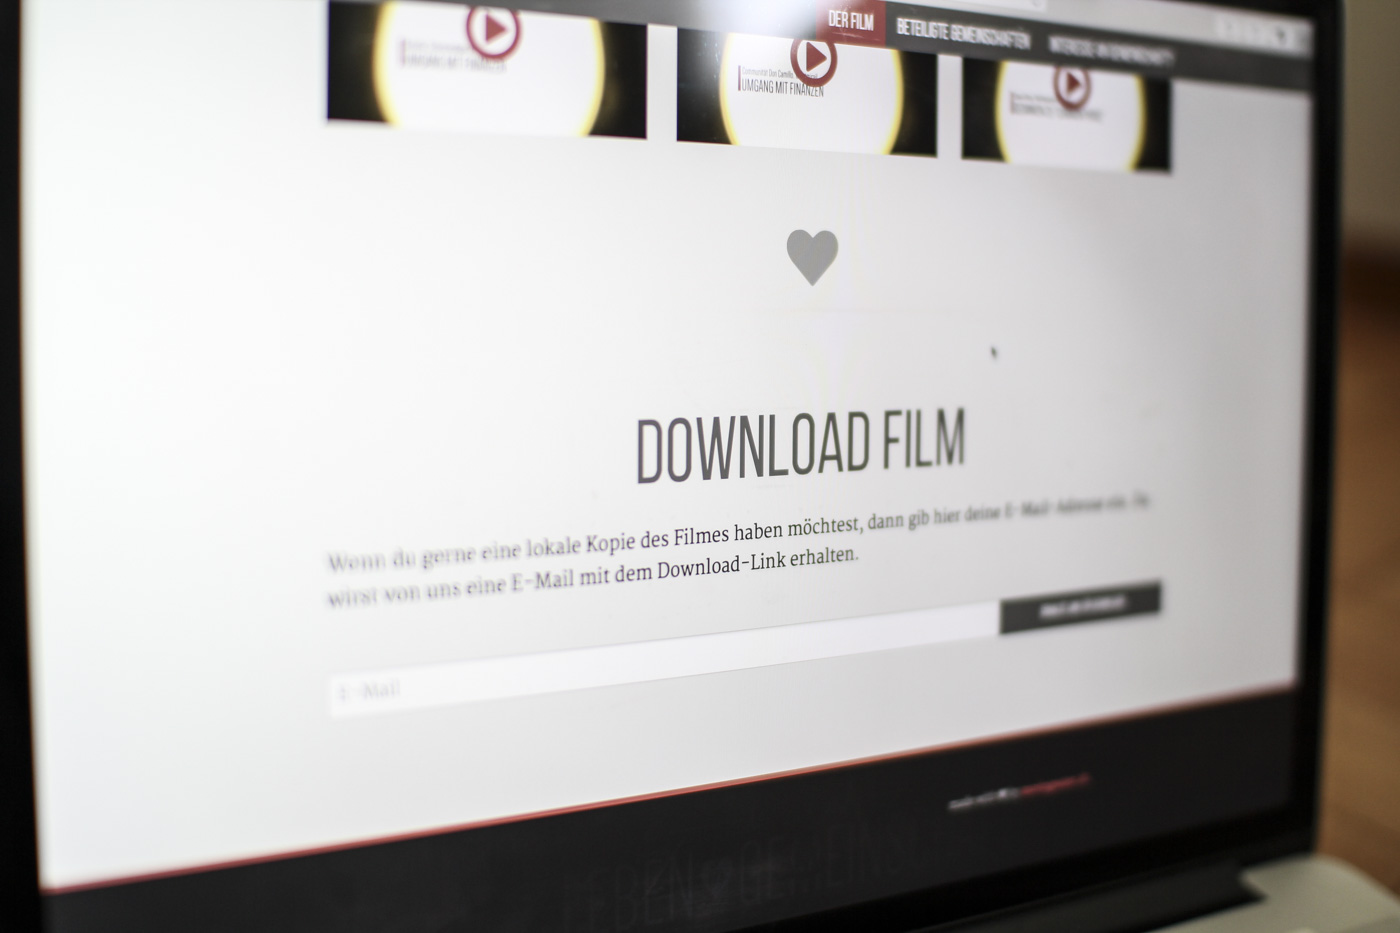 DER FILM
BETEILIGTE GEMEINSCHAFTEN
INTERESSE AN GEMEINSCHAFT?
UMGANG MIT FINANZEN
Communität Don Camillo
UMGANG MIT FINANZEN
DOWNLOAD FILM
Wenn du gerne eine lokale Kopie des Filmes haben möchtest, dann gib hier deine E-Mail-Adresse ein. Du
wirst von uns eine E-Mail mit dem Download-Link erhalten.
E-Mail